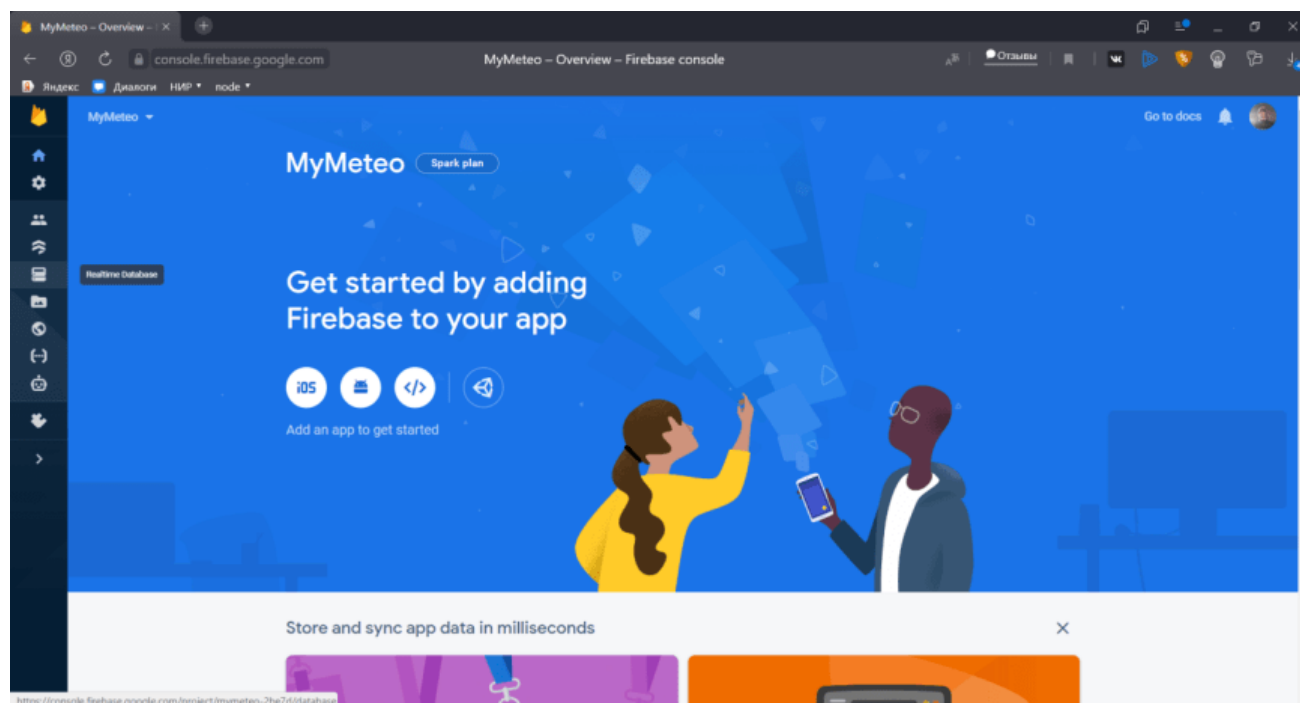 MyMeteo – Overview –
console.firebase.google.com
MyMeteo – Overview – Firebase console
Отзывы
Яндекс Диалоги НИР node
MyMeteo
Go to docs
MyMeteo Spark plan
Realtime Database
Get started by adding
Firebase to your app
iOS
Add an app to get started
Store and sync app data in milliseconds